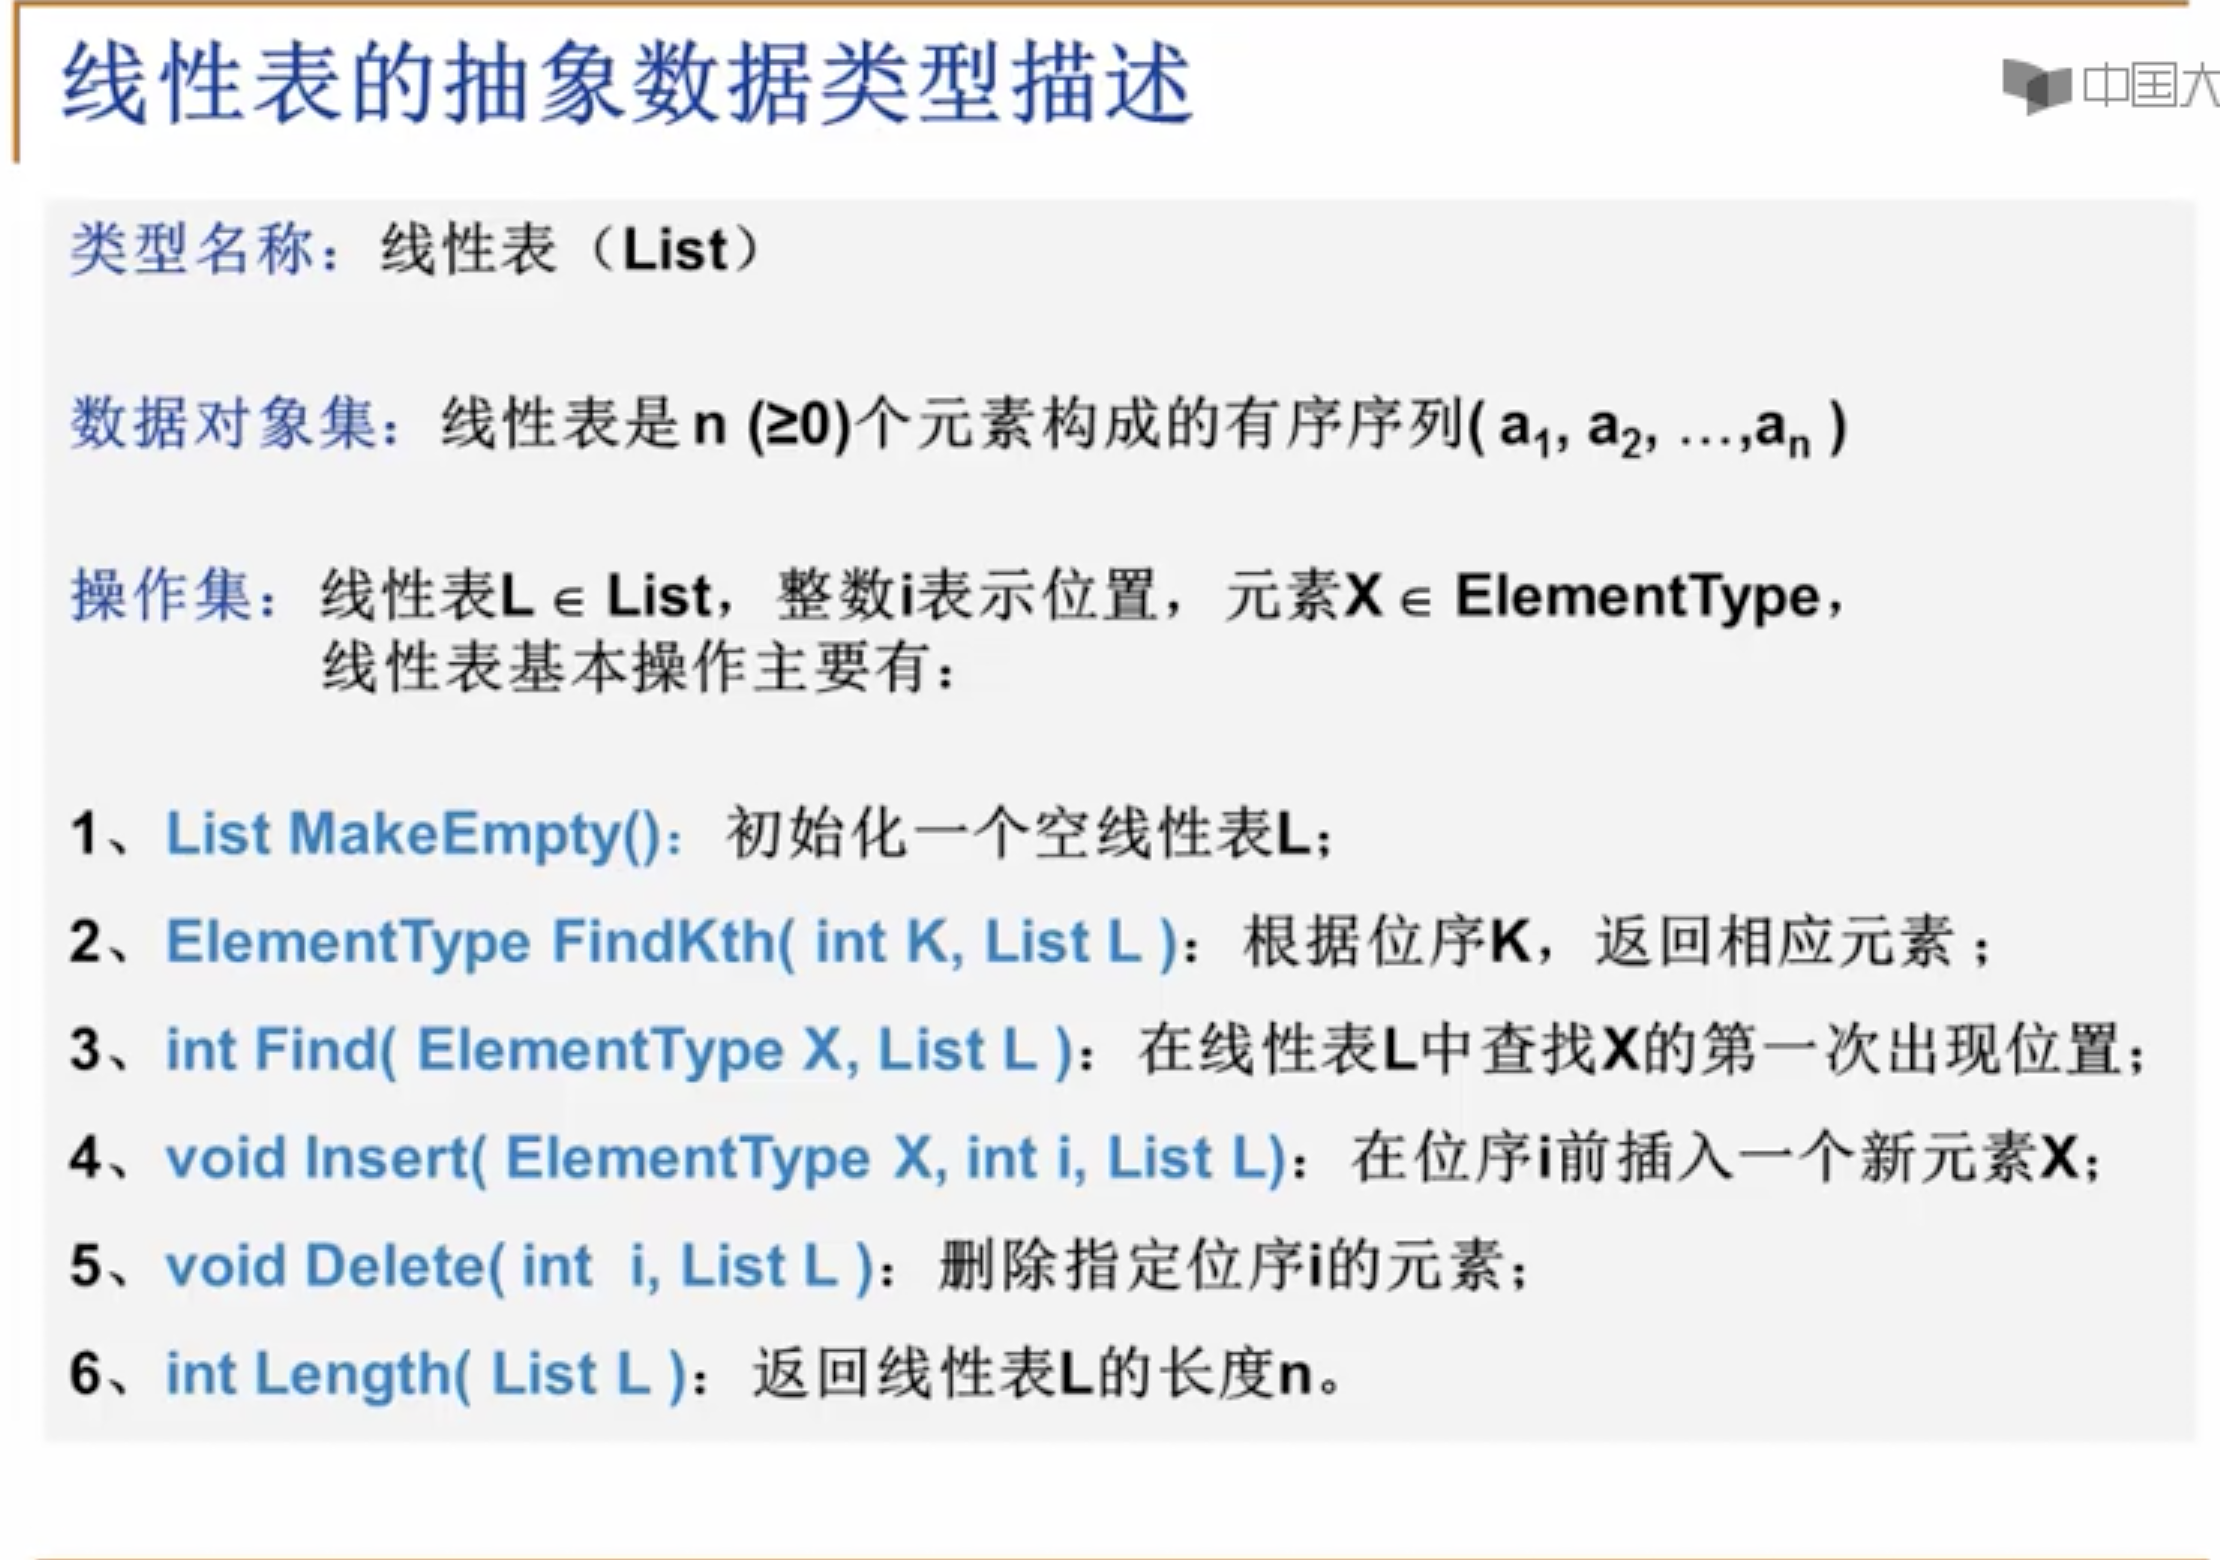 线性表的抽象数据类型描述
中国大
类型名称：线性表（List）
数据对象集：线性表是 n (≥0)个元素构成的有序序列( a₁, a₂, …,aₙ )
操作集：线性表L ∈ List，整数i表示位置，元素X ∈ ElementType，
线性表基本操作主要有：
1、List MakeEmpty()：初始化一个空线性表L；
2、ElementType FindKth( int K, List L )：根据位序K，返回相应元素；
3、int Find( ElementType X, List L )：在线性表L中查找X的第一次出现位置；
4、void Insert( ElementType X, int i, List L)：在位序i前插入一个新元素X；
5、void Delete( int i, List L )：删除指定位序i的元素；
6、int Length( List L )：返回线性表L的长度n。